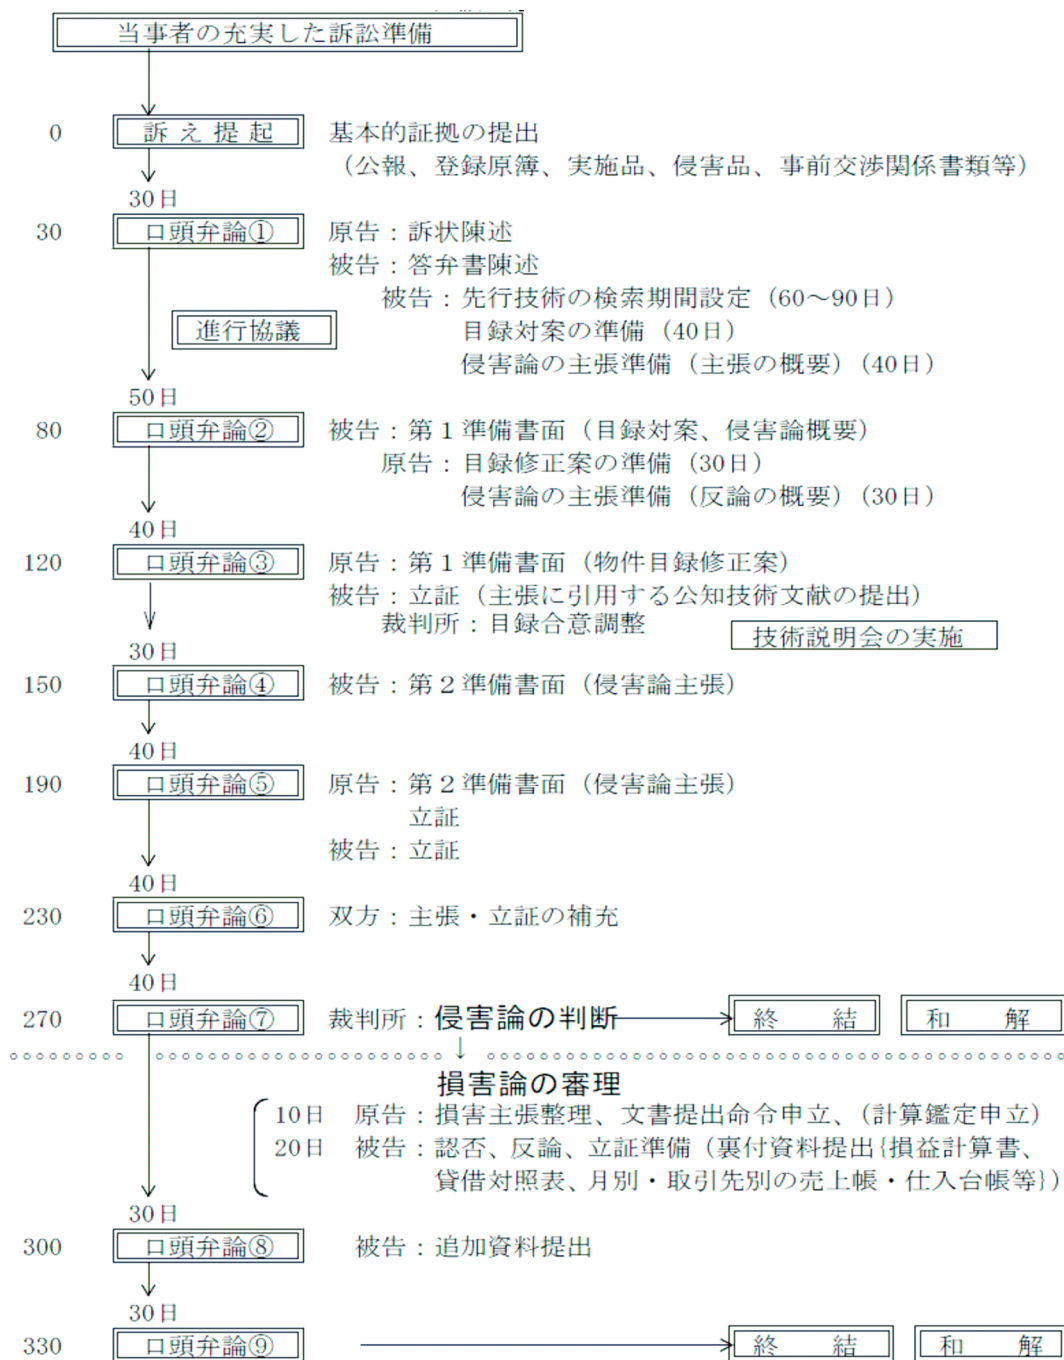 当事者の充実した訴訟準備
0 訴え提起 基本的証拠の提出
（公報、登録原簿、実施品、侵害品、事前交渉関係書類等）
30日
30 口頭弁論① 原告：訴状陳述
被告：答弁書陳述
被告：先行技術の検索期間設定（60～90日）
進行協議 目録対案の準備（40日）
侵害論の主張準備（主張の概要）（40日）
50日
80 口頭弁論② 被告：第１準備書面（目録対案、侵害論概要）
原告：目録修正案の準備（30日）
侵害論の主張準備（反論の概要）（30日）
40日
120 口頭弁論③ 原告：第１準備書面（物件目録修正案）
被告：立証（主張に引用する公知技術文献の提出）
裁判所：目録合意調整 技術説明会の実施
30日
150 口頭弁論④ 被告：第２準備書面（侵害論主張）
40日
190 口頭弁論⑤ 原告：第２準備書面（侵害論主張）
立証
被告：立証
40日
230 口頭弁論⑥ 双方：主張・立証の補充
40日
270 口頭弁論⑦ 裁判所：侵害論の判断 終結 和解
損害論の審理
10日 原告：損害主張整理、文書提出命令申立、（計算鑑定申立）
20日 被告：認否、反論、立証準備（裏付資料提出{損益計算書、
貸借対照表、月別・取引先別の売上帳・仕入台帳等}）
30日
300 口頭弁論⑧ 被告：追加資料提出
30日
330 口頭弁論⑨ 終結 和解